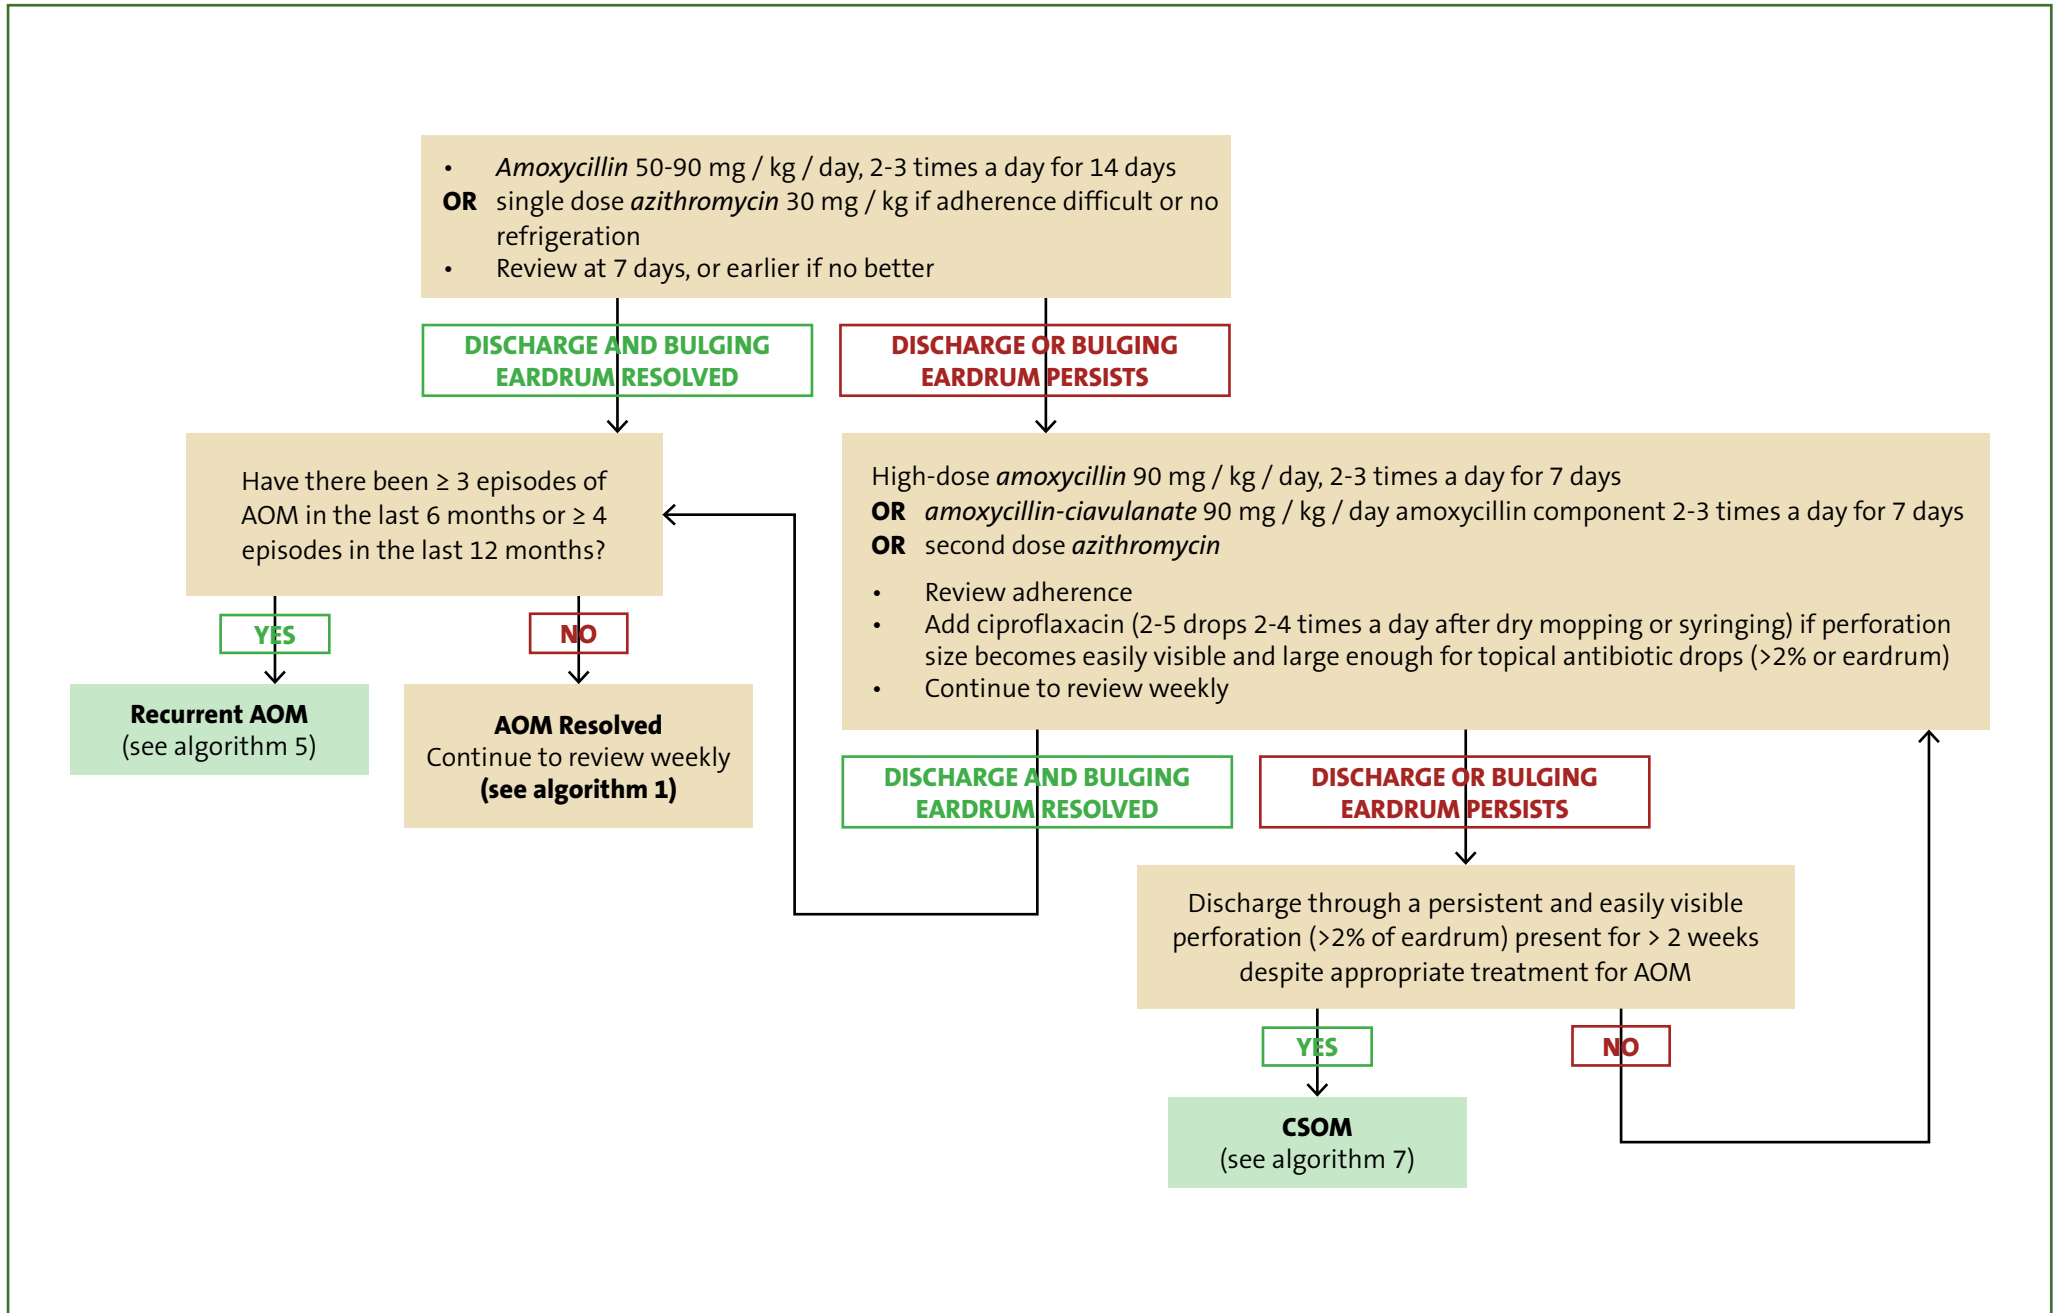 • Amoxycillin 50-90 mg / kg / day, 2-3 times a day for 14 days
OR single dose azithromycin 30 mg / kg if adherence difficult or no
refrigeration
• Review at 7 days, or earlier if no better
DISCHARGE AND BULGING
EARDRUM RESOLVED
DISCHARGE OR BULGING
EARDRUM PERSISTS
Have there been ≥ 3 episodes of
AOM in the last 6 months or ≥ 4
episodes in the last 12 months?
YES
NO
Recurrent AOM
(see algorithm 5)
AOM Resolved
Continue to review weekly
(see algorithm 1)
High-dose amoxycillin 90 mg / kg / day, 2-3 times a day for 7 days
OR amoxycillin-ciavulanate 90 mg / kg / day amoxycillin component 2-3 times a day for 7 days
OR second dose azithromycin
• Review adherence
• Add ciproflaxacin (2-5 drops 2-4 times a day after dry mopping or syringing) if perforation
size becomes easily visible and large enough for topical antibiotic drops (>2% or eardrum)
• Continue to review weekly
DISCHARGE AND BULGING
EARDRUM RESOLVED
DISCHARGE OR BULGING
EARDRUM PERSISTS
Discharge through a persistent and easily visible
perforation (>2% of eardrum) present for > 2 weeks
despite appropriate treatment for AOM
YES
NO
CSOM
(see algorithm 7)